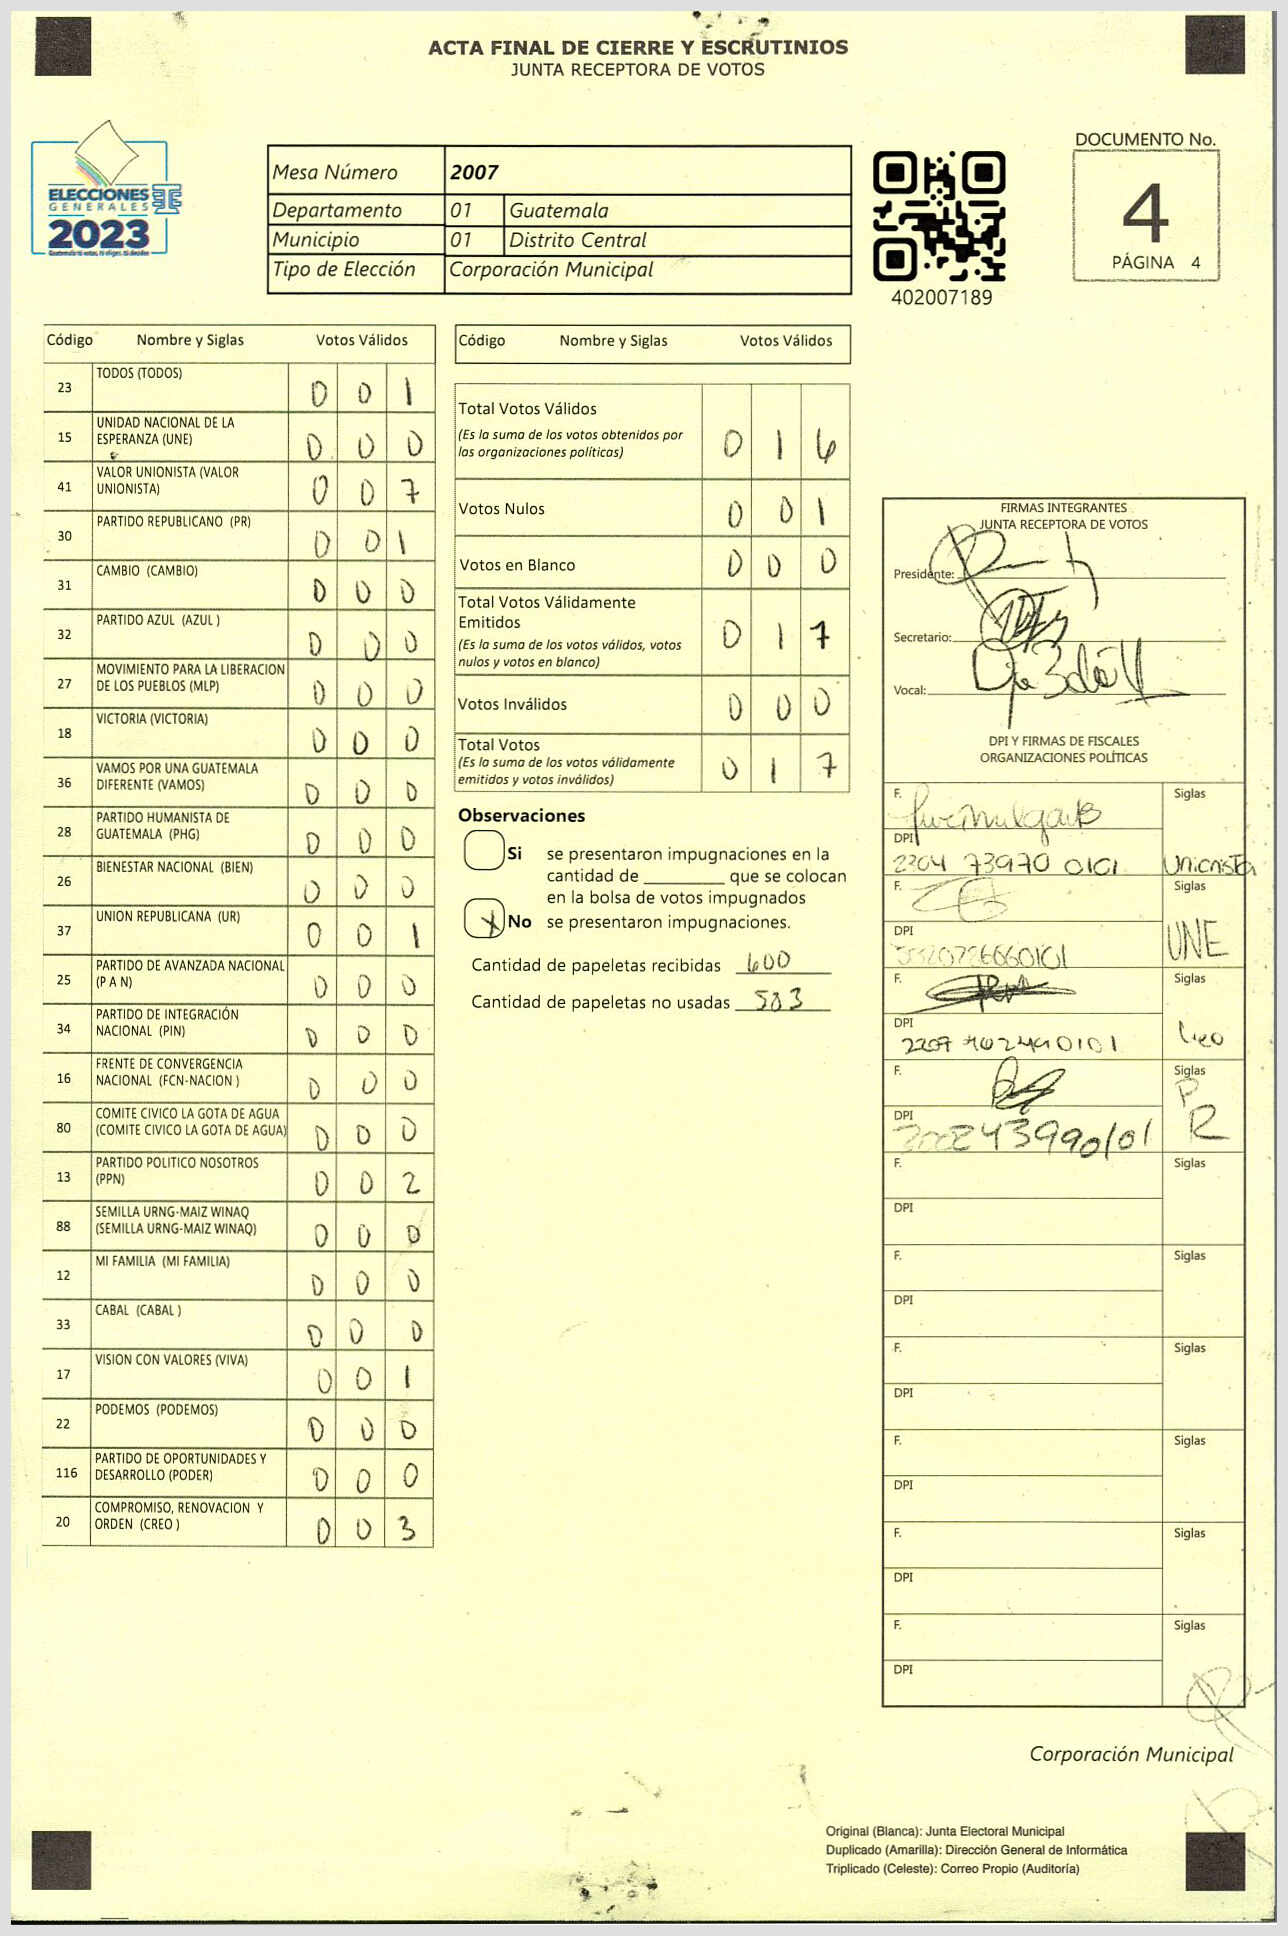 ACTA FINAL DE CIERRE Y ESCRUTINIOS
JUNTA RECEPTORA DE VOTOS
ELECCIONES
GENERALES
2023
Mesa Número 2007
Departamento 01 Guatemala
Municipio 01 Distrito Central
Tipo de Elección Corporación Municipal
402007189
DOCUMENTO No.
4
PÁGINA 4
Código Nombre y Siglas Votos Válidos
23 TODOS (TODOS) 0 0 1
15 UNIDAD NACIONAL DE LA
ESPERANZA (UNE) 0 0 0
41 VALOR UNIONISTA (VALOR
UNIONISTA) 0 0 7
30 PARTIDO REPUBLICANO (PR) 0 0 1
31 CAMBIO (CAMBIO) 0 0 0
32 PARTIDO AZUL (AZUL ) 0 0 0
27 MOVIMIENTO PARA LA LIBERACION
DE LOS PUEBLOS (MLP) 0 0 0
18 VICTORIA (VICTORIA) 0 0 0
36 VAMOS POR UNA GUATEMALA
DIFERENTE (VAMOS) 0 0 0
28 PARTIDO HUMANISTA DE
GUATEMALA (PHG) 0 0 0
26 BIENESTAR NACIONAL (BIEN) 0 0 0
37 UNION REPUBLICANA (UR) 0 0 1
25 PARTIDO DE AVANZADA NACIONAL
(P A N) 0 0 0
34 PARTIDO DE INTEGRACIÓN
NACIONAL (PIN) 0 0 0
16 FRENTE DE CONVERGENCIA
NACIONAL (FCN-NACION ) 0 0 0
80 COMITE CIVICO LA GOTA DE AGUA
(COMITE CIVICO LA GOTA DE AGUA) 0 0 0
13 PARTIDO POLITICO NOSOTROS
(PPN) 0 0 2
88 SEMILLA URNG-MAIZ WINAQ
(SEMILLA URNG-MAIZ WINAQ) 0 0 0
12 MI FAMILIA (MI FAMILIA) 0 0 0
33 CABAL (CABAL ) 0 0 0
17 VISION CON VALORES (VIVA) 0 0 1
22 PODEMOS (PODEMOS) 0 0 0
116 PARTIDO DE OPORTUNIDADES Y
DESARROLLO (PODER) 0 0 0
20 COMPROMISO, RENOVACION Y
ORDEN (CREO ) 0 0 3
Código Nombre y Siglas Votos Válidos
Total Votos Válidos
(Es la suma de los votos obtenidos por
las organizaciones políticas) 0 1 6
Votos Nulos 0 0 1
Votos en Blanco 0 0 0
Total Votos Válidamente
Emitidos
(Es la suma de los votos válidos, votos
nulos y votos en blanco) 0 1 7
Votos Inválidos 0 0 0
Total Votos
(Es la suma de los votos válidamente
emitidos y votos inválidos) 0 1 7
Observaciones
Si se presentaron impugnaciones en la
cantidad de ________ que se colocan
en la bolsa de votos impugnados
X No se presentaron impugnaciones.
Cantidad de papeletas recibidas 600
Cantidad de papeletas no usadas 583
FIRMAS INTEGRANTES
JUNTA RECEPTORA DE VOTOS
Presidente:
Secretario:
Vocal:
DPI Y FIRMAS DE FISCALES
ORGANIZACIONES POLÍTICAS
F. Siglas
DPI
2204 73970 0101 Unionista
F. Siglas
DPI UNE
F. Siglas
DPI
F. Siglas
P
DPI R
F. Siglas
DPI
F. Siglas
DPI
F. Siglas
DPI
F. Siglas
DPI
F. Siglas
DPI
F. Siglas
DPI
Corporación Municipal
Original (Blanca): Junta Electoral Municipal
Duplicado (Amarilla): Dirección General de Informática
Triplicado (Celeste): Correo Propio (Auditoría)